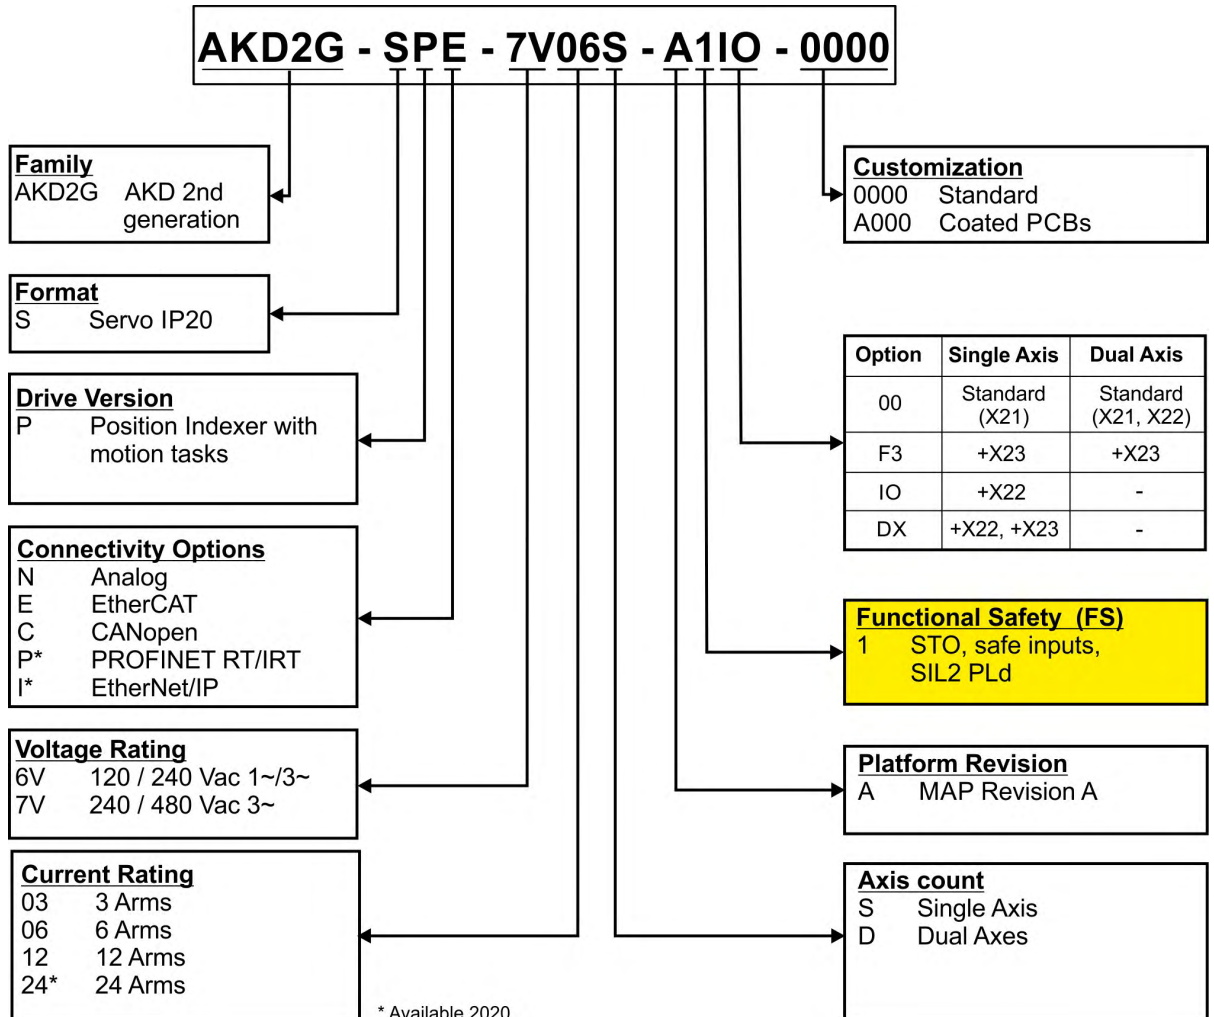 AKD2G - SPE - 7V06S - A1IO - 0000
Family
AKD2G AKD 2nd
generation
Format
S Servo IP20
Drive Version
P Position Indexer with
motion tasks
Connectivity Options
N Analog
E EtherCAT
C CANopen
P* PROFINET RT/IRT
I* EtherNet/IP
Voltage Rating
6V 120 / 240 Vac 1~/3~
7V 240 / 480 Vac 3~
Current Rating
03 3 Arms
06 6 Arms
12 12 Arms
24* 24 Arms
* Available 2020
Customization
0000 Standard
A000 Coated PCBs
Option Single Axis Dual Axis
00 Standard (X21) Standard (X21, X22)
F3 +X23 +X23
IO +X22 -
DX +X22, +X23 -
Functional Safety (FS)
1 STO, safe inputs,
SIL2 PLd
Platform Revision
A MAP Revision A
Axis count
S Single Axis
D Dual Axes